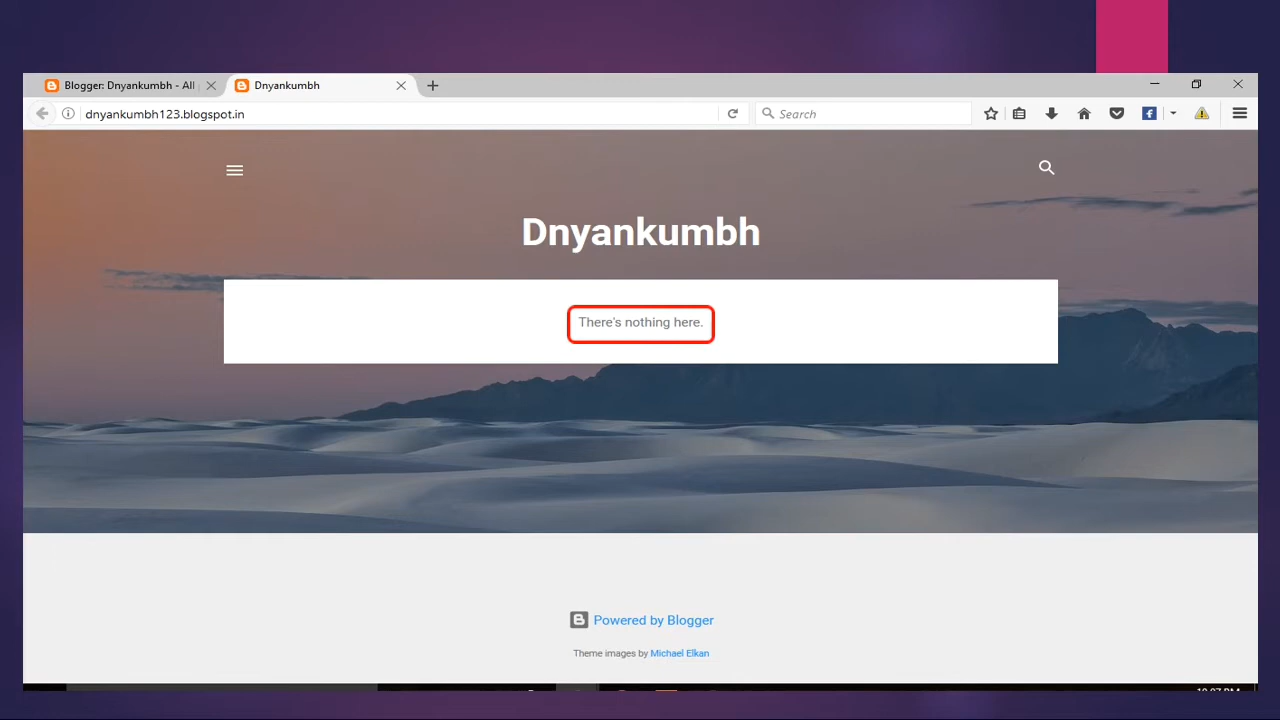 Blogger: Dnyankumbh - All
Dnyankumbh
dnyankumbh123.blogspot.in
Search
Dnyankumbh
There's nothing here.
Powered by Blogger
Theme images by Michael Elkan